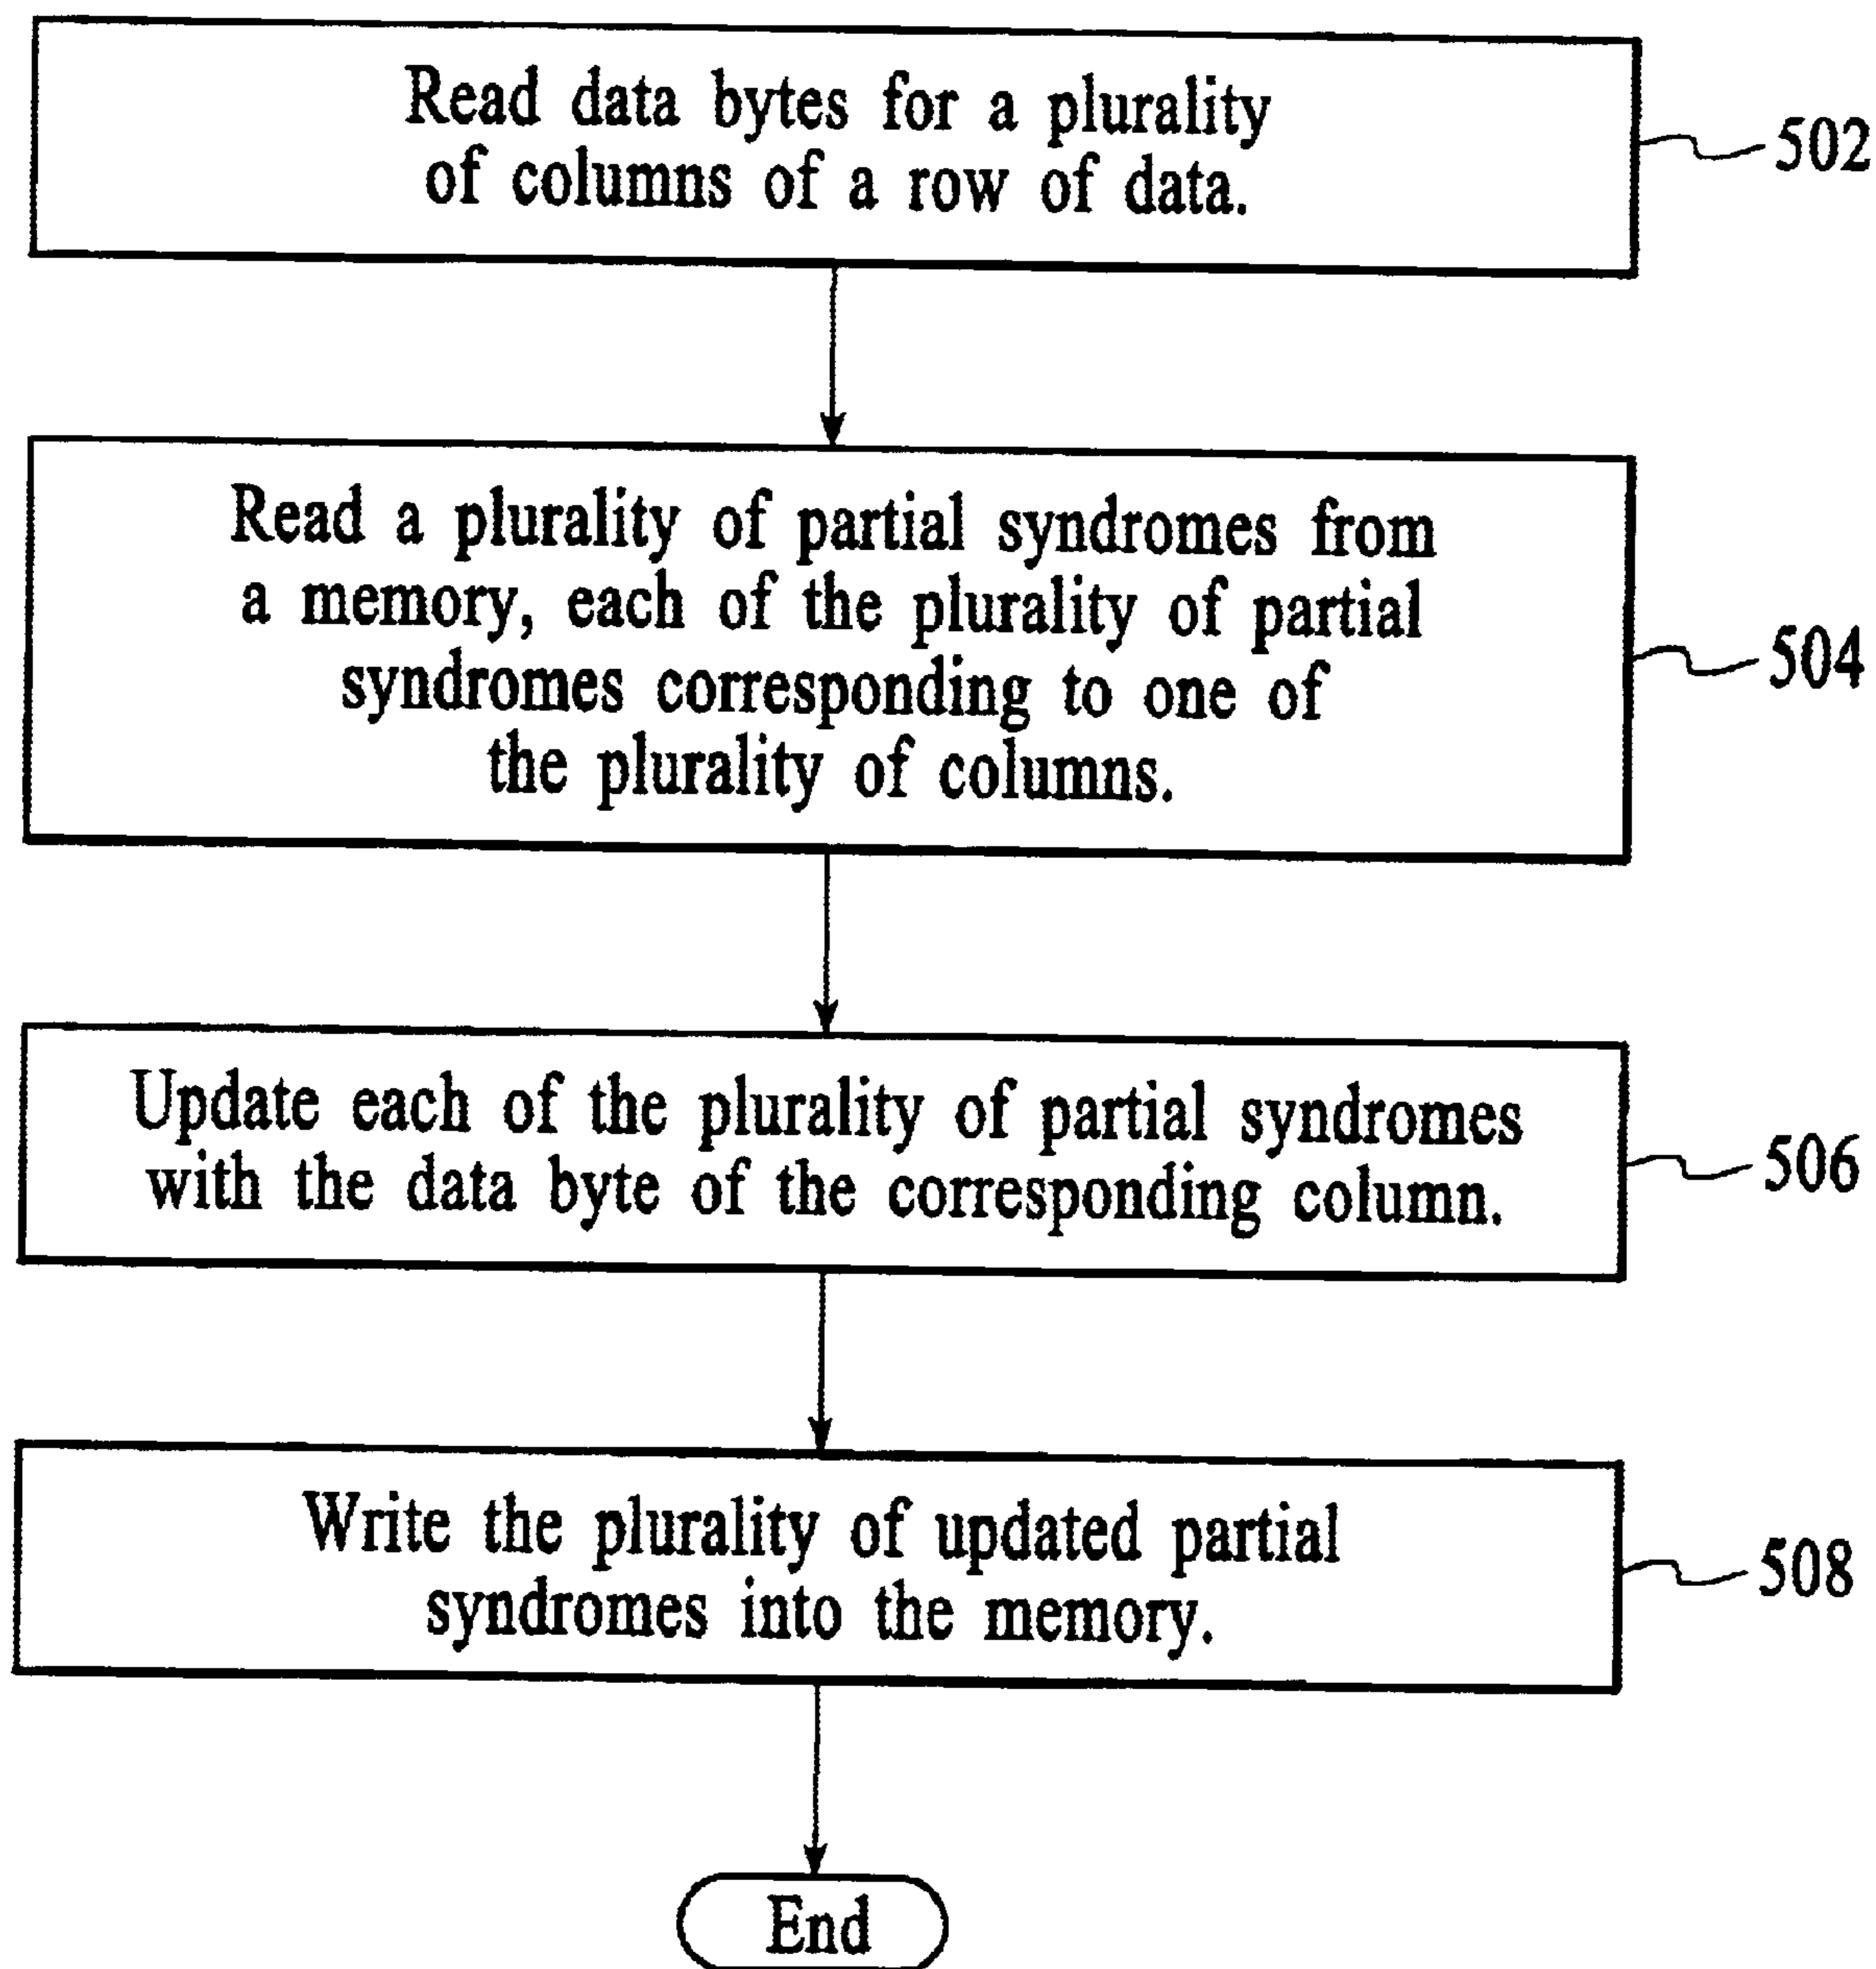 Read data bytes for a plurality
of columns of a row of data.
502
Read a plurality of partial syndromes from
a memory, each of the plurality of partial
syndromes corresponding to one of
the plurality of columns.
504
Update each of the plurality of partial syndromes
with the data byte of the corresponding column.
506
Write the plurality of updated partial
syndromes into the memory.
508
End